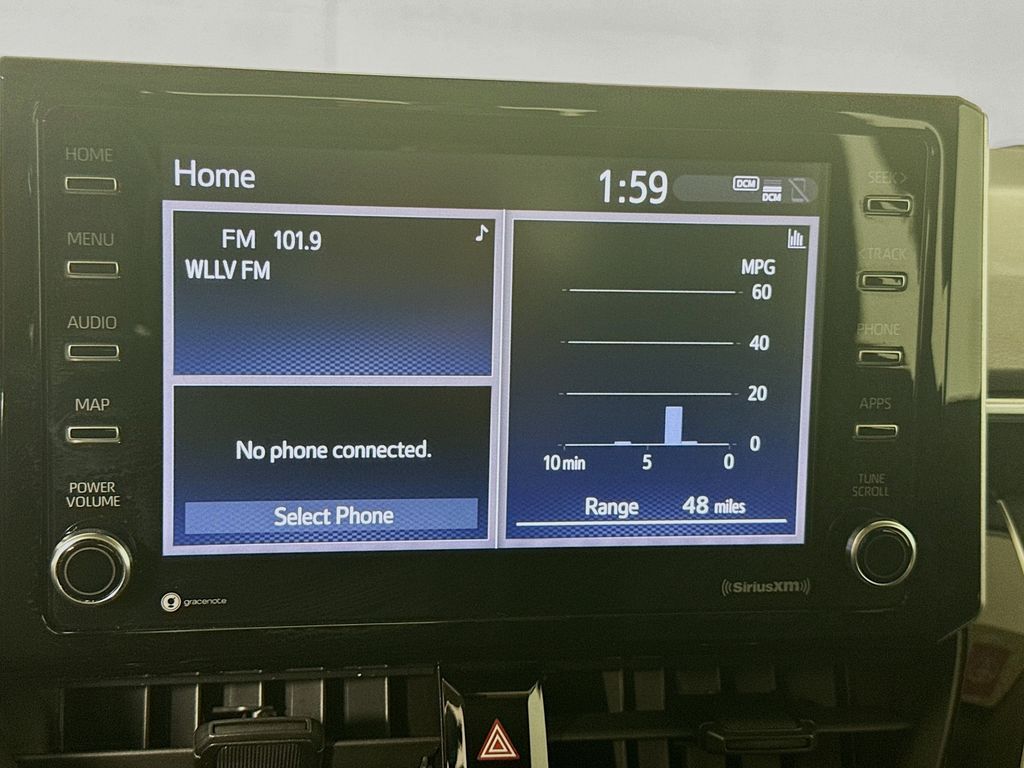 HOME
MENU
AUDIO
MAP
POWER
VOLUME
Home
1:59
DCM
DCM
FM 101.9
WLLV FM
No phone connected.
Select Phone
MPG
60
40
20
0
10 min 5 0
Range 48 miles
SEEK>
<TRACK
PHONE
APPS
TUNE
SCROLL
gracenote
((SiriusXM))